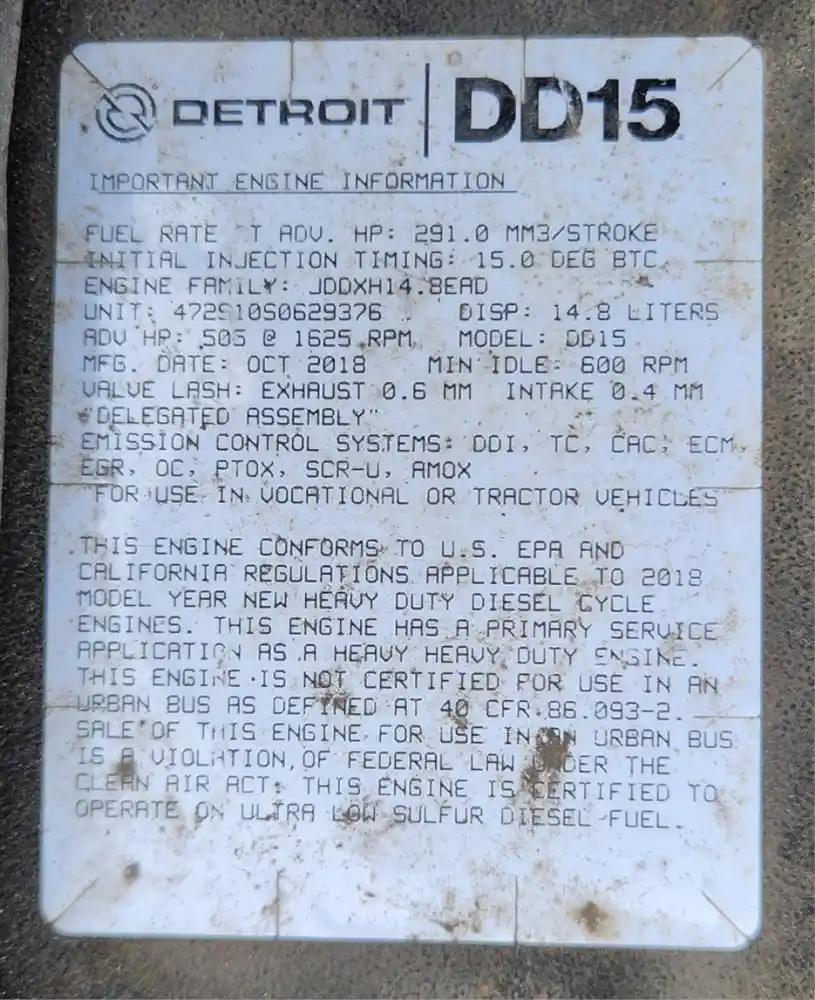 DETROIT | DD15
IMPORTANT ENGINE INFORMATION
FUEL RATE T ADV. HP: 291.0 MM3/STROKE
INITIAL INJECTION TIMING: 15.0 DEG BTC
ENGINE FAMILY: JDDXH14.8EAD
UNIT: DISP: 14.8 LITERS
ADV HP: 505 @ 1625 RPM MODEL: DD15
MFG. DATE: OCT 2018 MIN IDLE: 600 RPM
VALVE LASH: EXHAUST 0.6 MM INTAKE 0.4 MM
"DELEGATED ASSEMBLY"
EMISSION CONTROL SYSTEMS: DDI, TC, CAC, ECM,
EGR, OC, PTOX, SCR-U, AMOX
"FOR USE IN VOCATIONAL OR TRACTOR VEHICLES"
THIS ENGINE CONFORMS TO U.S. EPA AND
CALIFORNIA REGULATIONS APPLICABLE TO 2018
MODEL YEAR NEW HEAVY DUTY DIESEL CYCLE
ENGINES. THIS ENGINE HAS A PRIMARY SERVICE
APPLICATION AS A HEAVY HEAVY DUTY ENGINE.
THIS ENGINE IS NOT CERTIFIED FOR USE IN AN
URBAN BUS AS DEFINED AT 40 CFR 86.093-2.
SALE OF THIS ENGINE FOR USE IN AN URBAN BUS
IS A VIOLATION OF FEDERAL LAW UNDER THE
CLEAN AIR ACT. THIS ENGINE IS CERTIFIED TO
OPERATE ON ULTRA LOW SULFUR DIESEL FUEL.